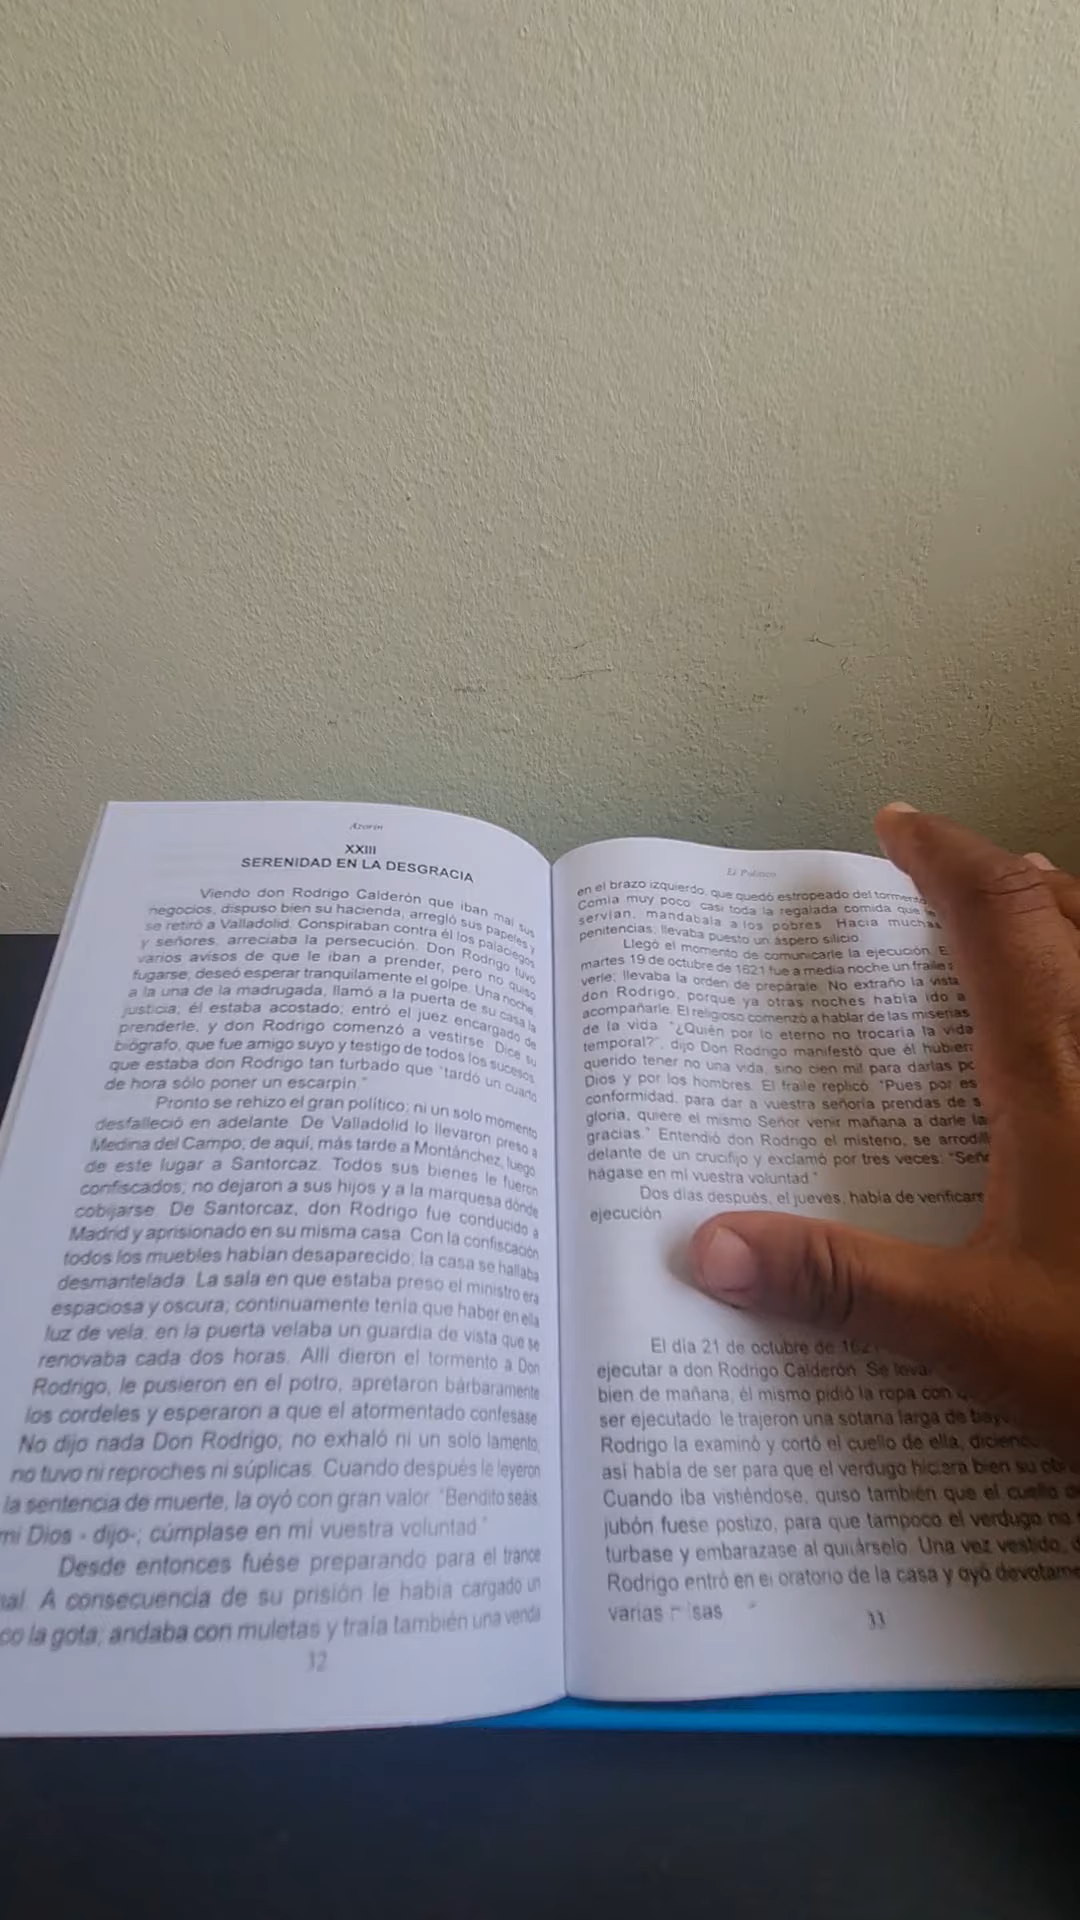 Azorín
XXIII
SERENIDAD EN LA DESGRACIA
Viendo don Rodrigo Calderón que iban mal sus
negocios, dispuso bien su hacienda, arregló sus papeles y
se retiró a Valladolid. Conspiraban contra él los palaciegos
y señores, arreciaba la persecución. Don Rodrigo tuvo
varios avisos de que le iban a prender, pero no quiso
fugarse; deseó esperar tranquilamente el golpe. Una noche,
a la una de la madrugada, llamó a la puerta de su casa la
justicia; él estaba acostado; entró el juez encargado de
prenderle, y don Rodrigo comenzó a vestirse. Dice su
biógrafo, que fue amigo suyo y testigo de todos los sucesos,
que estaba don Rodrigo tan turbado que "tardó un cuarto
de hora sólo poner un escarpín."
Pronto se rehizo el gran político; ni un solo momento
desfalleció en adelante. De Valladolid lo llevaron preso a
Medina del Campo; de aquí, más tarde a Montánchez, luego
de este lugar a Santorcaz. Todos sus bienes le fueron
confiscados; no dejaron a sus hijos y a la marquesa dónde
cobijarse. De Santorcaz, don Rodrigo fue conducido a
Madrid y aprisionado en su misma casa. Con la confiscación
todos los muebles habían desaparecido; la casa se hallaba
desmantelada. La sala en que estaba preso el ministro era
espaciosa y oscura; continuamente tenía que haber en ella
luz de vela; en la puerta velaba un guardia de vista que se
renovaba cada dos horas. Allí dieron el tormento a Don
Rodrigo, le pusieron en el potro, apretaron bárbaramente
los cordeles y esperaron a que el atormentado confesase.
No dijo nada Don Rodrigo; no exhaló ni un solo lamento;
no tuvo ni reproches ni súplicas. Cuando después le leyeron
la sentencia de muerte, la oyó con gran valor. "Bendito seáis,
mi Dios - dijo-; cúmplase en mí vuestra voluntad."
Desde entonces fuése preparando para el trance
nal. A consecuencia de su prisión le había cargado un
co la gota; andaba con muletas y traía también una venda
32
El Político
en el brazo izquierdo, que quedó estropeado del tormento.
Comía muy poco; casi toda la regalada comida que le
servían, mandábala a los pobres. Hacía muchas
penitencias; llevaba puesto un áspero silicio.
Llegó el momento de comunicarle la ejecución. E
martes 19 de octubre de 1621 fue a media noche un fraile a
verle; llevaba la orden de prepárale. No extraño la vista
don Rodrigo, porque ya otras noches había ido a
acompañarle. El religioso comenzó a hablar de las miserias
de la vida. "¿Quién por lo eterno no trocaría la vida
temporal?", dijo Don Rodrigo manifestó que él hubier
querido tener no una vida, sino cien mil para darlas po
Dios y por los hombres. El fraile replicó: "Pues por es
conformidad, para dar a vuestra señoría prendas de s
gloria, quiere el mismo Señor venir mañana a darle la
gracias." Entendió don Rodrigo el misterio; se arrodill
delante de un crucifijo y exclamó por tres veces: "Señ
hágase en mí vuestra voluntad."
Dos días después, el jueves, había de verificars
ejecución
El día 21 de octubre de 1621
ejecutar a don Rodrigo Calderón. Se leva
bien de mañana; él mismo pidió la ropa con
ser ejecutado; le trajeron una sotana larga de
Rodrigo la examinó y cortó el cuello de ella, diciendo
así había de ser para que el verdugo hiciera bien su
Cuando iba vistiéndose, quiso también que el cuello
jubón fuese postizo, para que tampoco el verdugo no s
turbase y embarazase al quitárselo. Una vez vestido,
Rodrigo entró en el oratorio de la casa y oyó devotame
varias misas
33